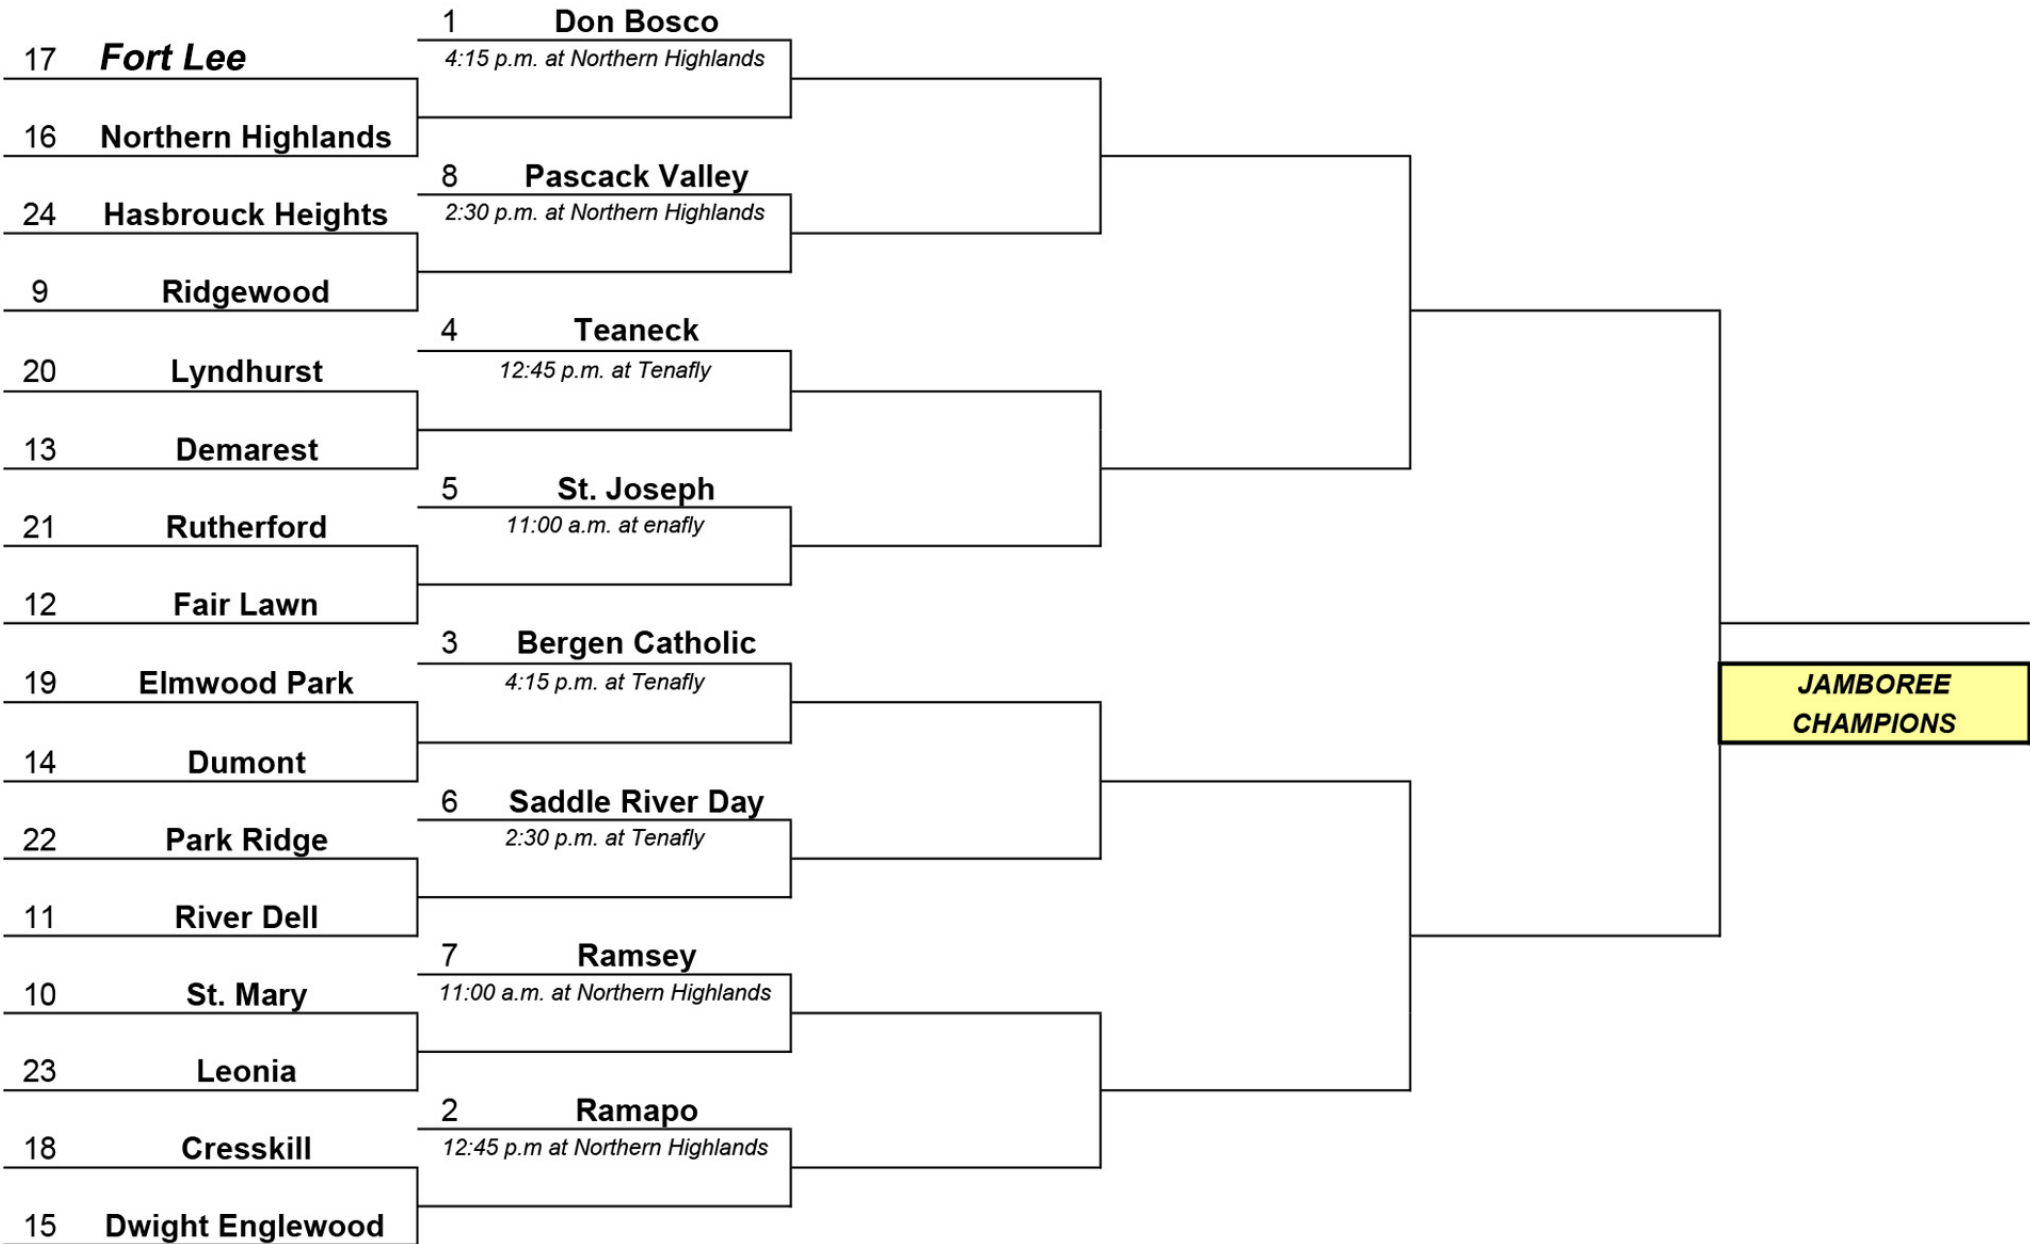 1 Don Bosco
17 Fort Lee
4:15 p.m. at Northern Highlands
16 Northern Highlands
8 Pascack Valley
24 Hasbrouck Heights
2:30 p.m. at Northern Highlands
9 Ridgewood
4 Teaneck
20 Lyndhurst
12:45 p.m. at Tenafly
13 Demarest
5 St. Joseph
21 Rutherford
11:00 a.m. at enafly
12 Fair Lawn
3 Bergen Catholic
19 Elmwood Park
4:15 p.m. at Tenafly
JAMBOREE
CHAMPIONS
14 Dumont
6 Saddle River Day
22 Park Ridge
2:30 p.m. at Tenafly
11 River Dell
7 Ramsey
10 St. Mary
11:00 a.m. at Northern Highlands
23 Leonia
2 Ramapo
18 Cresskill
12:45 p.m at Northern Highlands
15 Dwight Englewood